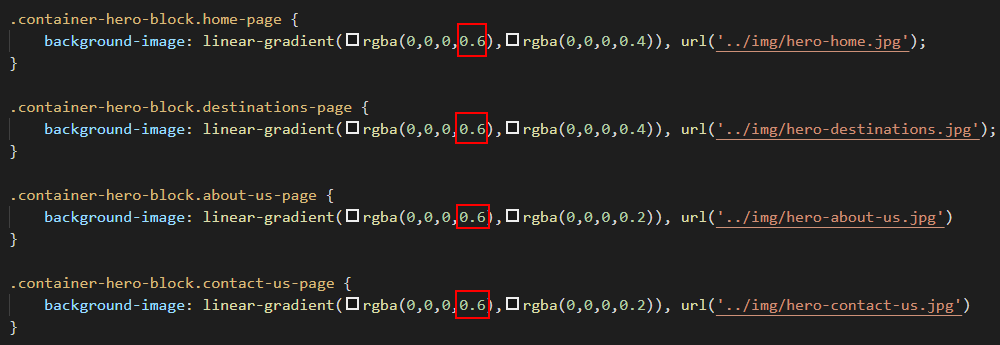 .container-hero-block.home-page {
background-image: linear-gradient(rgba(0,0,0,0.6),rgba(0,0,0,0.4)), url('../img/hero-home.jpg');
}
.container-hero-block.destinations-page {
background-image: linear-gradient(rgba(0,0,0,0.6),rgba(0,0,0,0.4)), url('../img/hero-destinations.jpg');
}
.container-hero-block.about-us-page {
background-image: linear-gradient(rgba(0,0,0,0.6),rgba(0,0,0,0.2)), url('../img/hero-about-us.jpg')
}
.container-hero-block.contact-us-page {
background-image: linear-gradient(rgba(0,0,0,0.6),rgba(0,0,0,0.2)), url('../img/hero-contact-us.jpg')
}